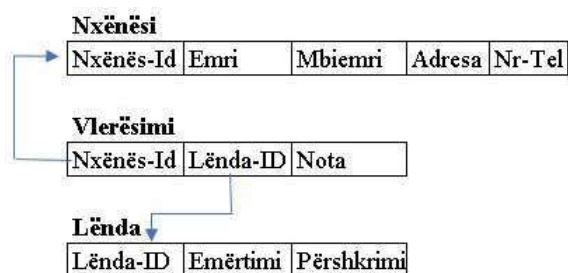 Nxënësi
Nxënës-Id Emri Mbiemri Adresa Nr-Tel
Vlerësimi
Nxënës-Id Lënda-ID Nota
Lënda
Lënda-ID Emërtimi Përshkrimi